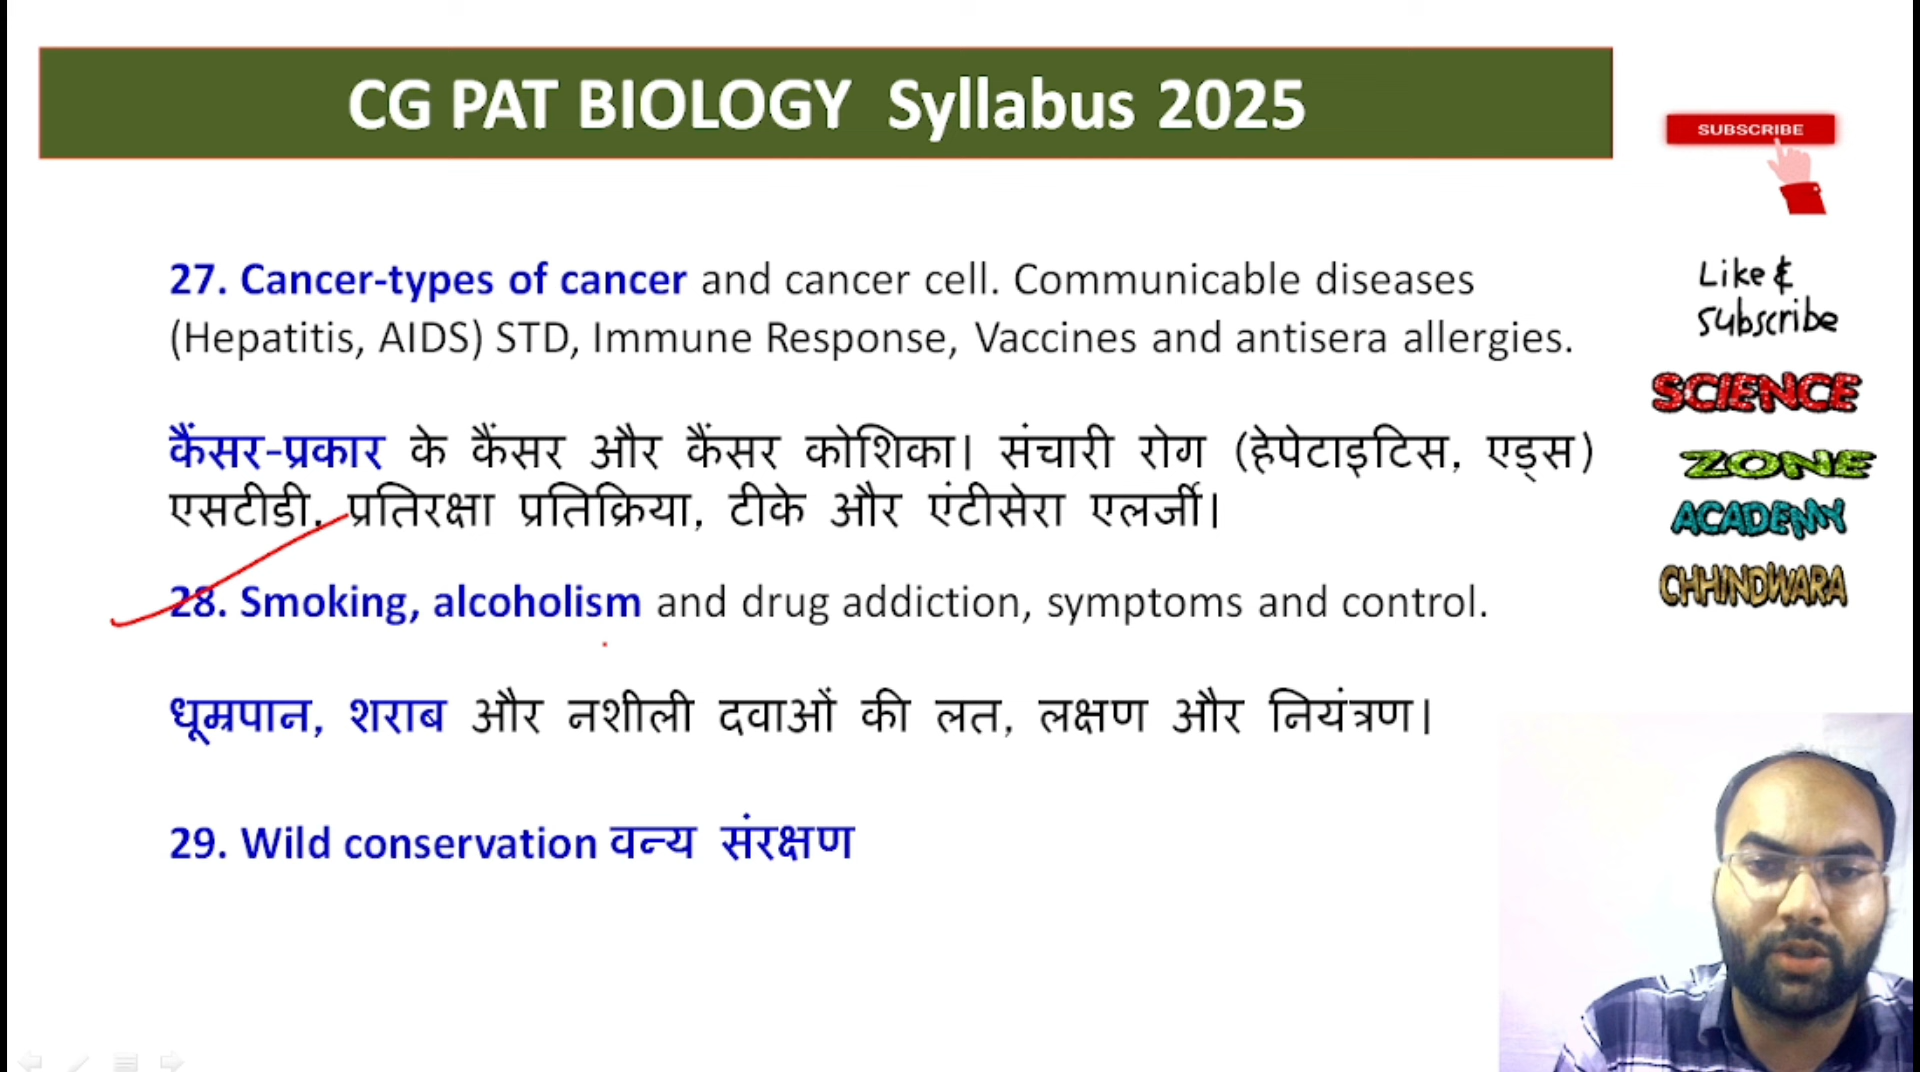 CG PAT BIOLOGY Syllabus 2025
SUBSCRIBE
27. Cancer-types of cancer and cancer cell. Communicable diseases
(Hepatitis, AIDS) STD, Immune Response, Vaccines and antisera allergies.
कैंसर-प्रकार के कैंसर और कैंसर कोशिका। संचारी रोग (हेपेटाइटिस, एड्स)
एसटीडी, प्रतिरक्षा प्रतिक्रिया, टीके और एंटीसेरा एलर्जी।
28. Smoking, alcoholism and drug addiction, symptoms and control.
धूम्रपान, शराब और नशीली दवाओं की लत, लक्षण और नियंत्रण।
29. Wild conservation वन्य संरक्षण
Like &
Subscribe
SCIENCE
ZONE
ACADEMY
CHHINDWARA